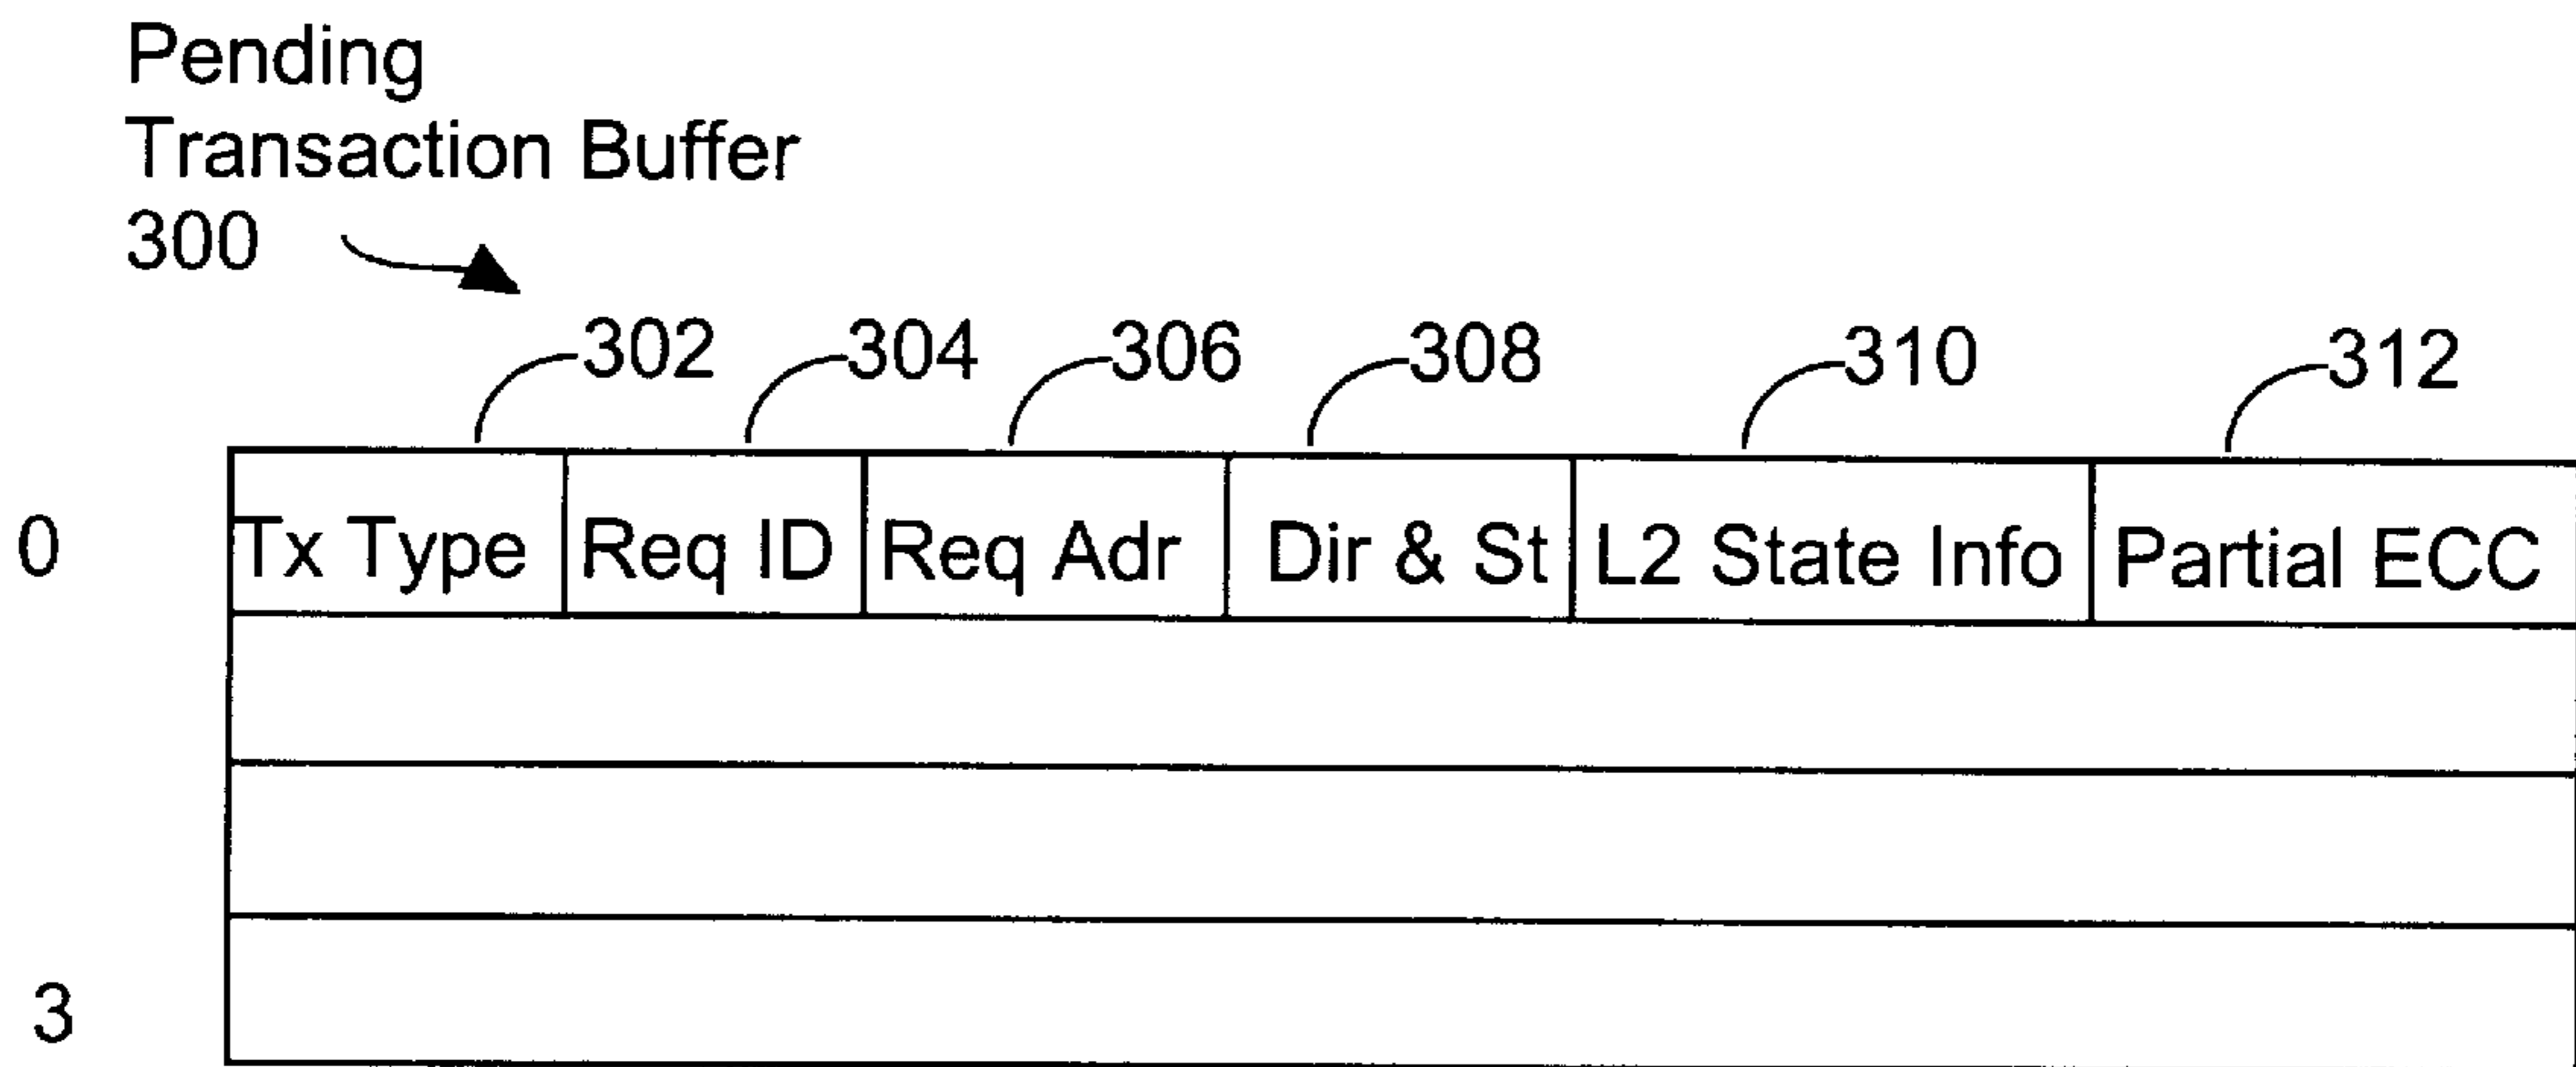 Pending
Transaction Buffer
300
302 304 306 308 310 312
0 Tx Type Req ID Req Adr Dir & St L2 State Info Partial ECC
3